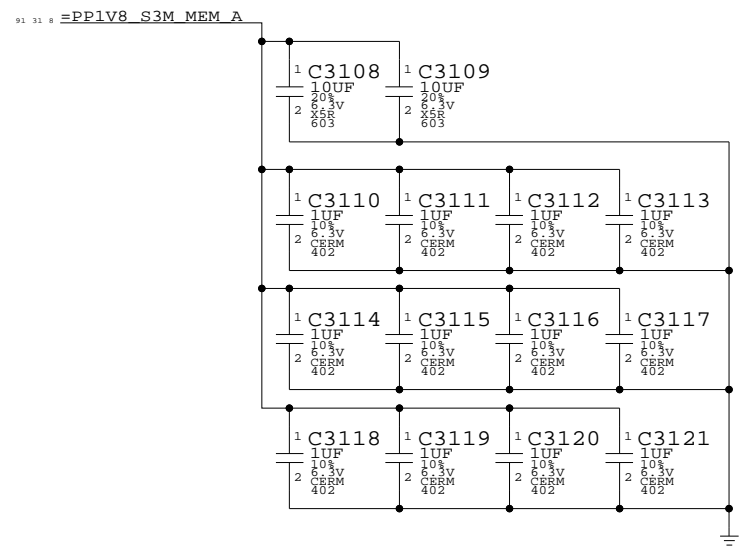 91 31 8 =PP1V8_S3M_MEM_A
1 C3108 1 C3109
10UF 10UF
20% 20%
6.3V 6.3V
2 X5R 2 X5R
603 603
1 C3110 1 C3111 1 C3112 1 C3113
1UF 1UF 1UF 1UF
10% 10% 10% 10%
2 6.3V 2 6.3V 2 6.3V 2 6.3V
CERM CERM CERM CERM
402 402 402 402
1 C3114 1 C3115 1 C3116 1 C3117
1UF 1UF 1UF 1UF
10% 10% 10% 10%
2 6.3V 2 6.3V 2 6.3V 2 6.3V
CERM CERM CERM CERM
402 402 402 402
1 C3118 1 C3119 1 C3120 1 C3121
1UF 1UF 1UF 1UF
10% 10% 10% 10%
2 6.3V 2 6.3V 2 6.3V 2 6.3V
CERM CERM CERM CERM
402 402 402 402